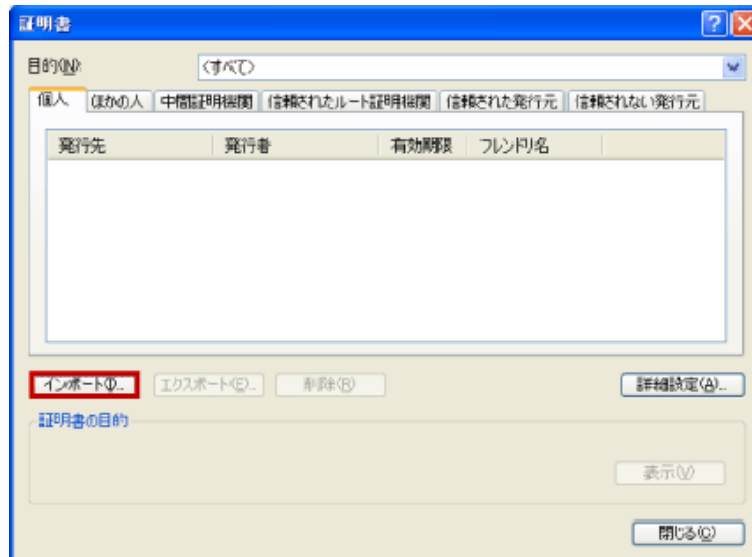 証明書
目的(N): <すべて>
個人 ほかの人 中間証明機関 信頼されたルート証明機関 信頼された発行元 信頼されない発行元
発行先 発行者 有効期限 フレンドリ名
インポート(I)... エクスポート(E)... 削除(R) 詳細設定(A)...
証明書の目的
表示(V)
閉じる(C)